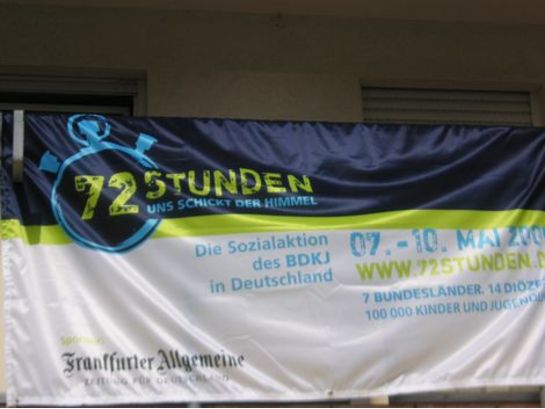 72 STUNDEN
UNS SCHICKT DER HIMMEL
Die Sozialaktion
des BDKJ
in Deutschland
07. - 10. MAI
WWW.72STUNDEN.D
7 BUNDESLÄNDER. 14 DIÖZE
100 000 KINDER UND JUGENDL
Frankfurter Allgemeine
ZEITUNG FÜR DEUTSCHLAND